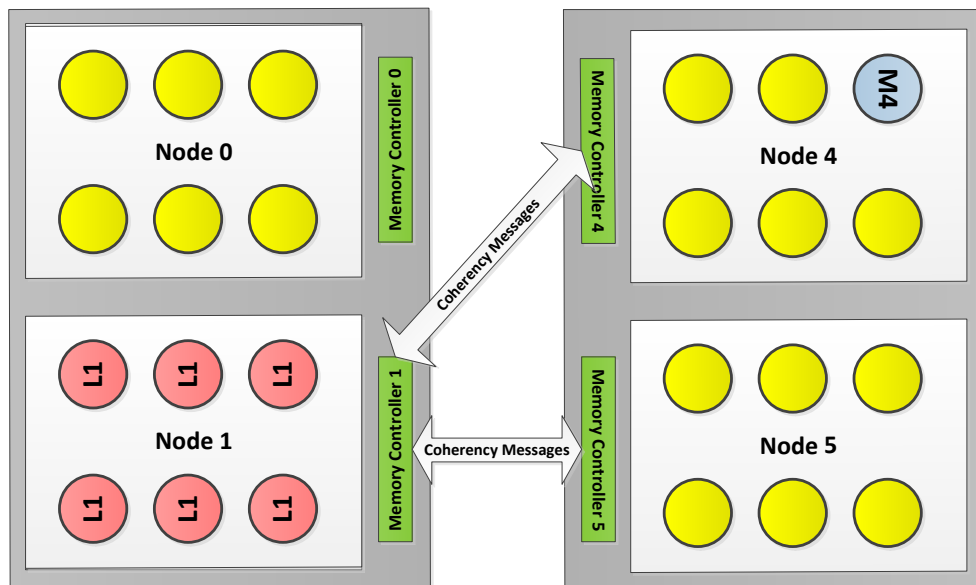 Node 0
Memory Controller 0
Memory Controller 4
M4
Node 4
Coherency Messages
L1 L1 L1
Node 1
L1 L1 L1
Memory Controller 1
Coherency Messages
Memory Controller 5
Node 5